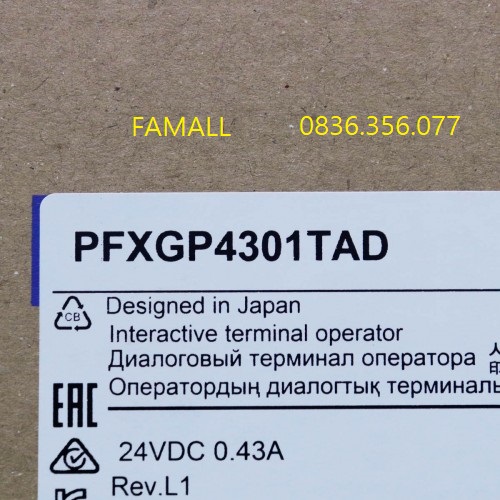 FAMALL 0836.356.077
PFXGP4301TAD
CB
Designed in Japan
Interactive terminal operator
Диалоговый терминал оператора
Оператордың диалогтық терминалы
EAC
24VDC 0.43A
Rev.L1